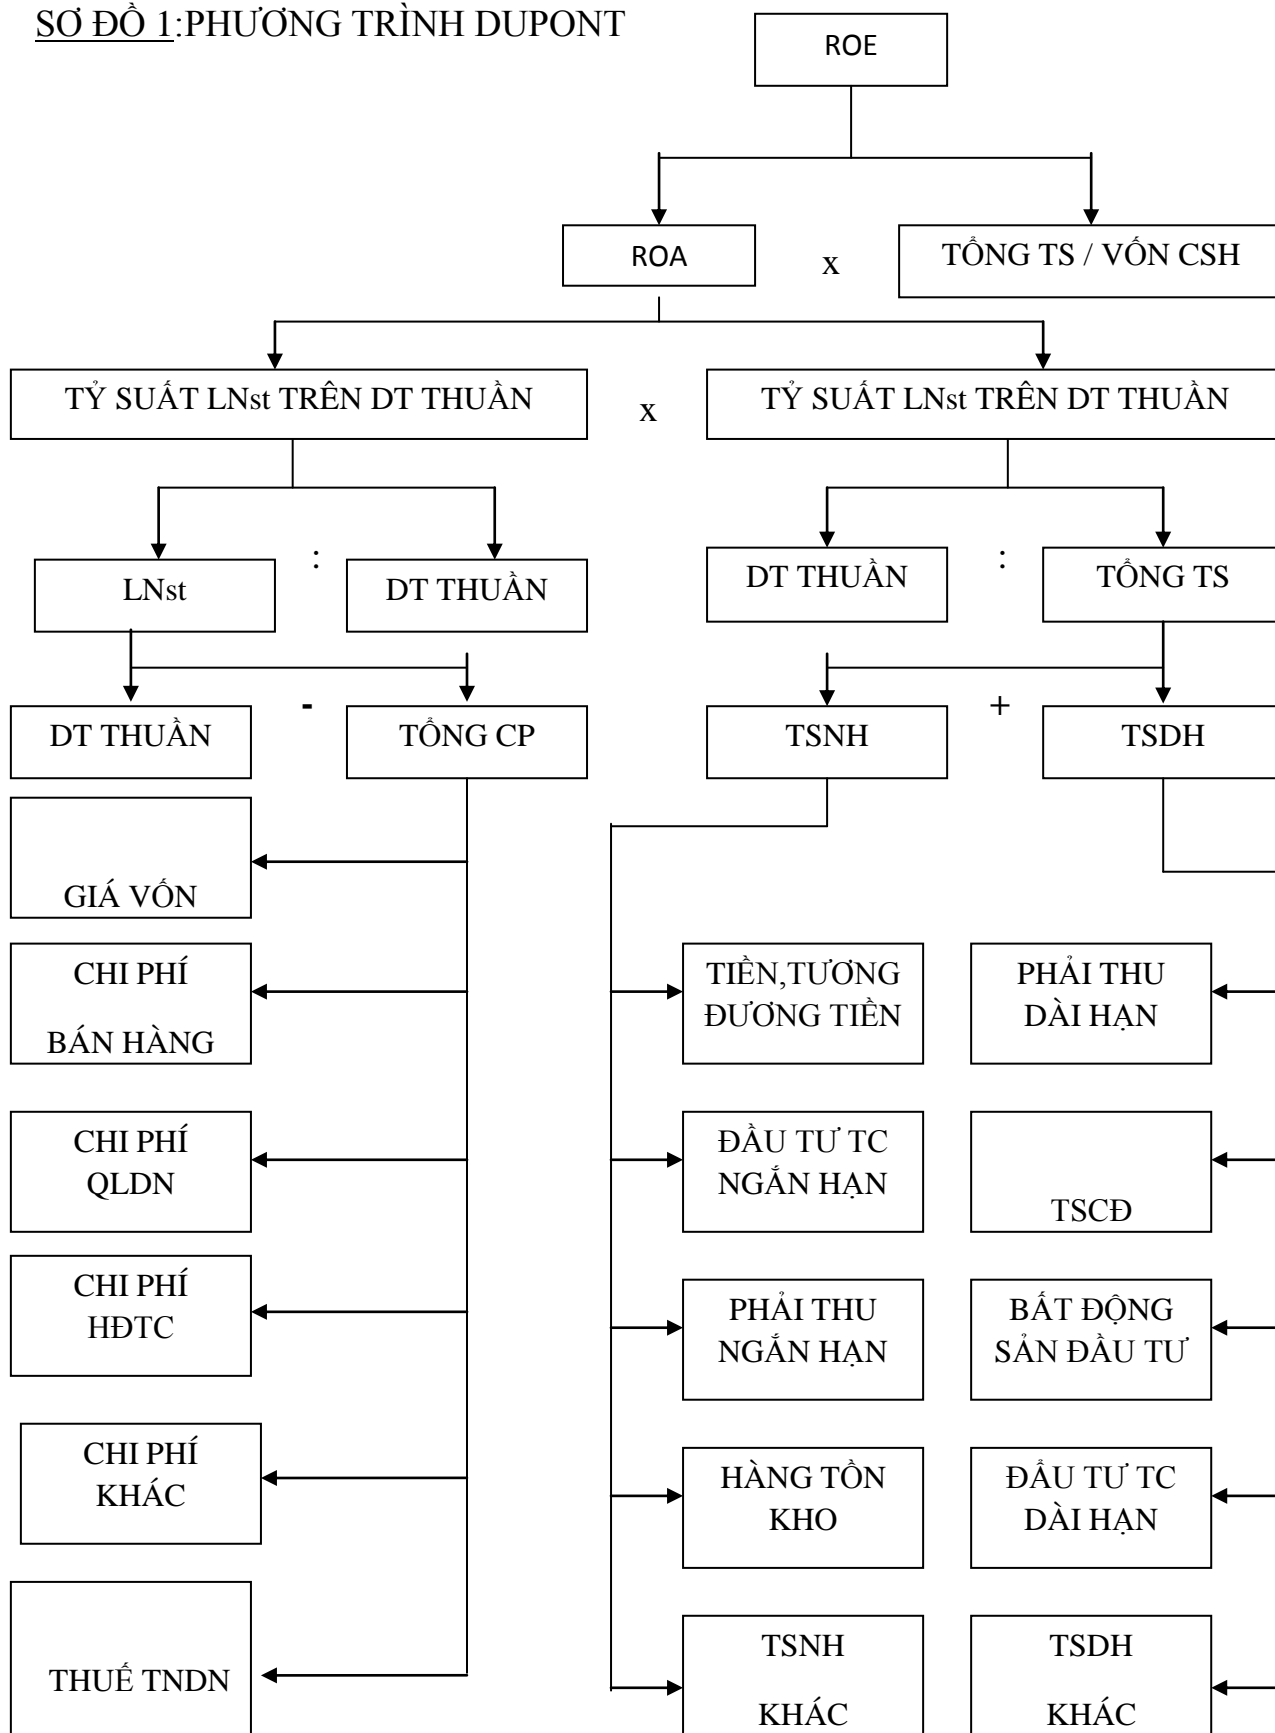 SƠ ĐỒ 1:PHƯƠNG TRÌNH DUPONT
ROE
ROA
x
TỔNG TS / VỐN CSH
TỶ SUẤT LNst TRÊN DT THUẦN
x
TỶ SUẤT LNst TRÊN DT THUẦN
LNst
:
DT THUẦN
DT THUẦN
:
TỔNG TS
DT THUẦN
-
TỔNG CP
TSNH
+
TSDH
GIÁ VỐN
CHI PHÍ
BÁN HÀNG
CHI PHÍ
QLDN
CHI PHÍ
HĐTC
CHI PHÍ
KHÁC
THUẾ TNDN
TIỀN,TƯƠNG
ĐƯƠNG TIỀN
ĐẦU TƯ TC
NGẮN HẠN
PHẢI THU
NGẮN HẠN
HÀNG TỒN
KHO
TSNH
KHÁC
PHẢI THU
DÀI HẠN
TSCĐ
BẤT ĐỘNG
SẢN ĐẦU TƯ
ĐẦU TƯ TC
DÀI HẠN
TSDH
KHÁC